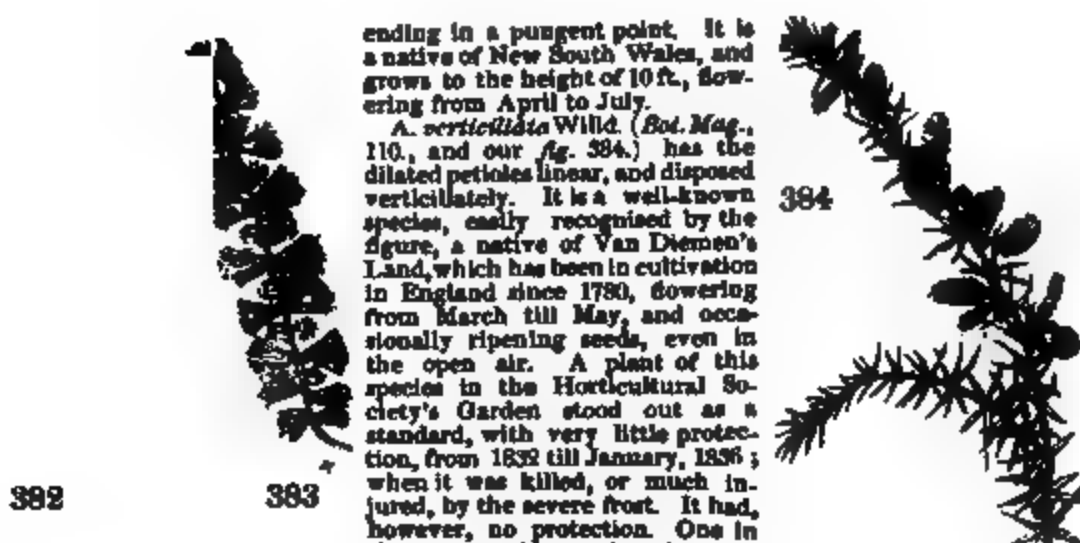 ending in a pungent point. It is
a native of New South Wales, and
grows to the height of 10 ft., flow-
ering from April to July.
A. verticillata Willd. (Bot. Mag.,
110., and our fig. 384.) has the
dilated petioles linear, and disposed
verticillately. It is a well-known
species, easily recognised by the
figure, a native of Van Diemen's
Land, which has been in cultivation
in England since 1780, flowering
from March till May, and occa-
sionally ripening seeds, even in
the open air. A plant of this
species in the Horticultural So-
ciety's Garden stood out as a
standard, with very little protec-
tion, from 1832 till January, 1836;
when it was killed, or much in-
jured, by the severe frost. It had,
however, no protection. One in
382
383
384